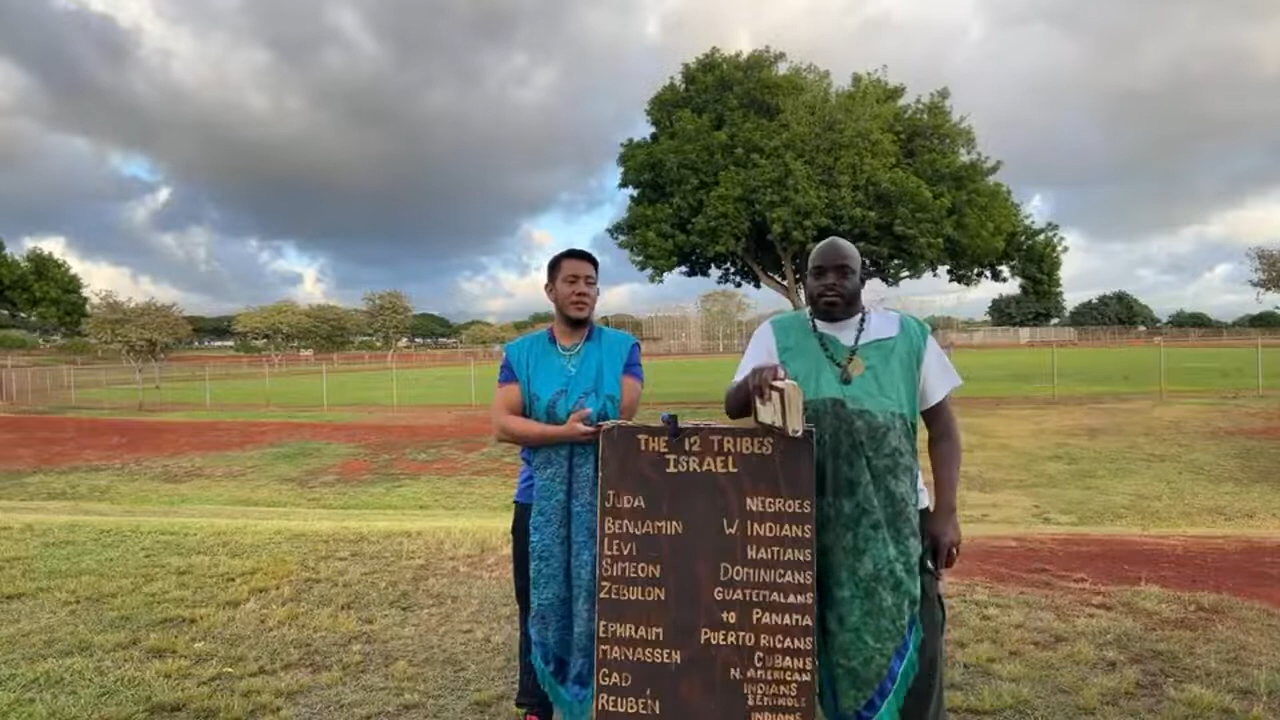 THE 12 TRIBES
ISRAEL
JUDA NEGROES
BENJAMIN W. INDIANS
LEVI HAITIANS
SIMEON DOMINICANS
ZEBULON GUATEMALANS
to PANAMA
EPHRAIM PUERTO RICANS
MANASSEH CUBANS
GAD N. AMERICAN
INDIANS
REUBEN SEMINOLE
INDIANS